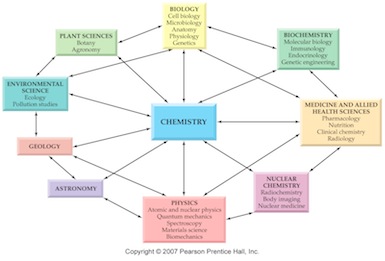 BIOLOGY
Cell biology
Microbiology
Anatomy
Physiology
Genetics
PLANT SCIENCES
Botany
Agronomy
BIOCHEMISTRY
Molecular biology
Immunology
Endocrinology
Genetic engineering
ENVIRONMENTAL
SCIENCE
Ecology
Pollution studies
CHEMISTRY
MEDICINE AND ALLIED
HEALTH SCIENCES
Pharmacology
Nutrition
Clinical chemistry
Radiology
GEOLOGY
ASTRONOMY
NUCLEAR
CHEMISTRY
Radiochemistry
Body imaging
Nuclear medicine
PHYSICS
Atomic and nuclear physics
Quantum mechanics
Spectroscopy
Materials science
Biomechanics
Copyright © 2007 Pearson Prentice Hall, Inc.